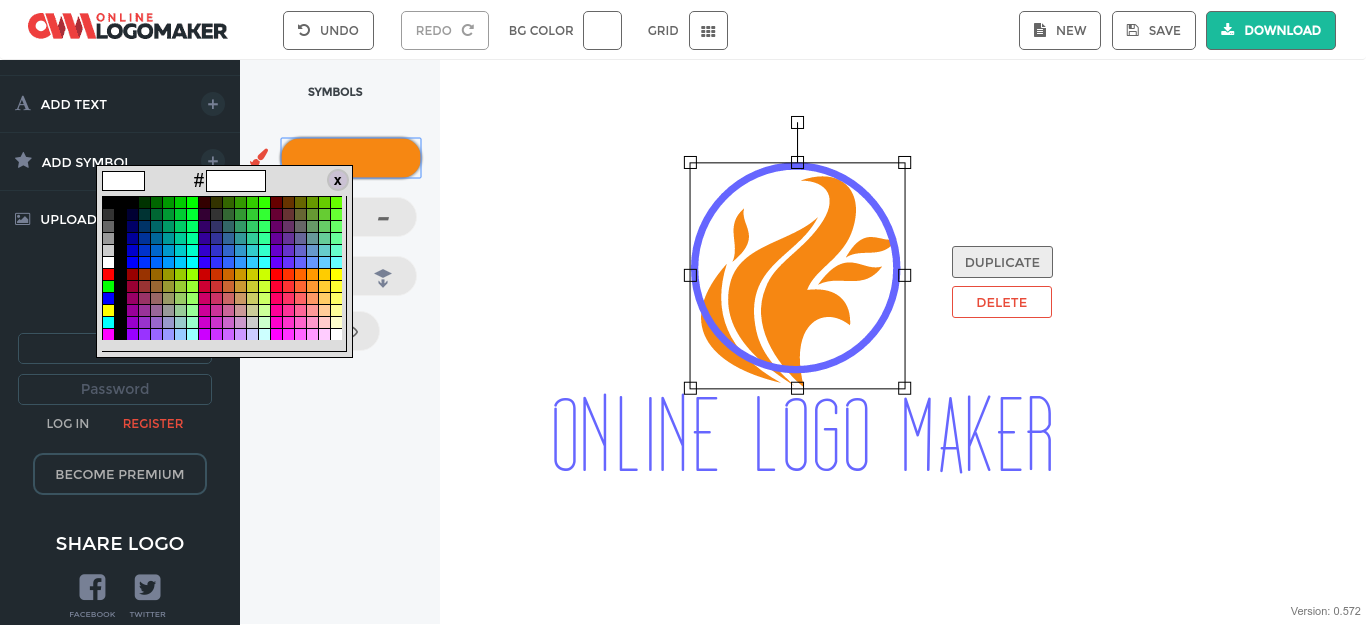 ONLINE
LOGOMAKER
UNDO
REDO
BG COLOR
GRID
NEW
SAVE
DOWNLOAD
ADD TEXT
+
ADD SYMBOL
+
UPLOAD
SYMBOLS
#
x
Password
LOG IN
REGISTER
BECOME PREMIUM
SHARE LOGO
FACEBOOK
TWITTER
DUPLICATE
DELETE
ONLINE LOGO MAKER
Version: 0.572